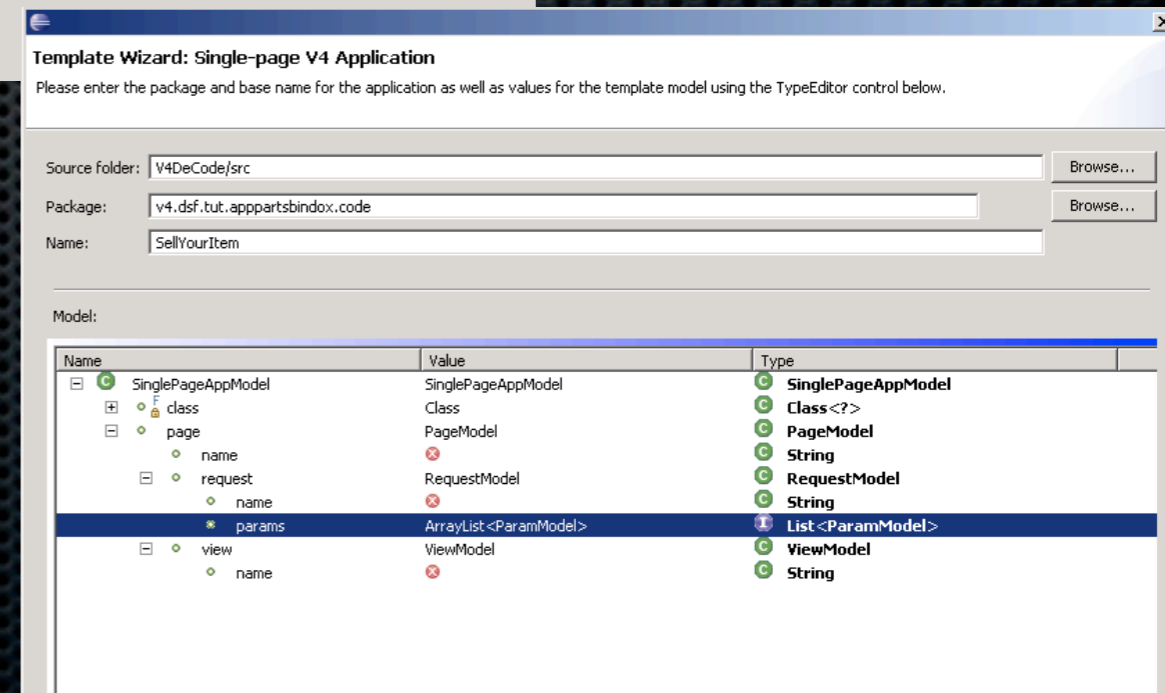 Template Wizard: Single-page V4 Application
Please enter the package and base name for the application as well as values for the template model using the TypeEditor control below.
Source folder: V4DeCode/src Browse...
Package: v4.dsf.tut.apppartsbindox.code Browse...
Name: SellYourItem
Model:
Name Value Type
C SinglePageAppModel SinglePageAppModel C SinglePageAppModel
F class Class C Class<?>
page PageModel C PageModel
name C String
request RequestModel C RequestModel
name C String
params ArrayList<ParamModel> I List<ParamModel>
view ViewModel C ViewModel
name C String